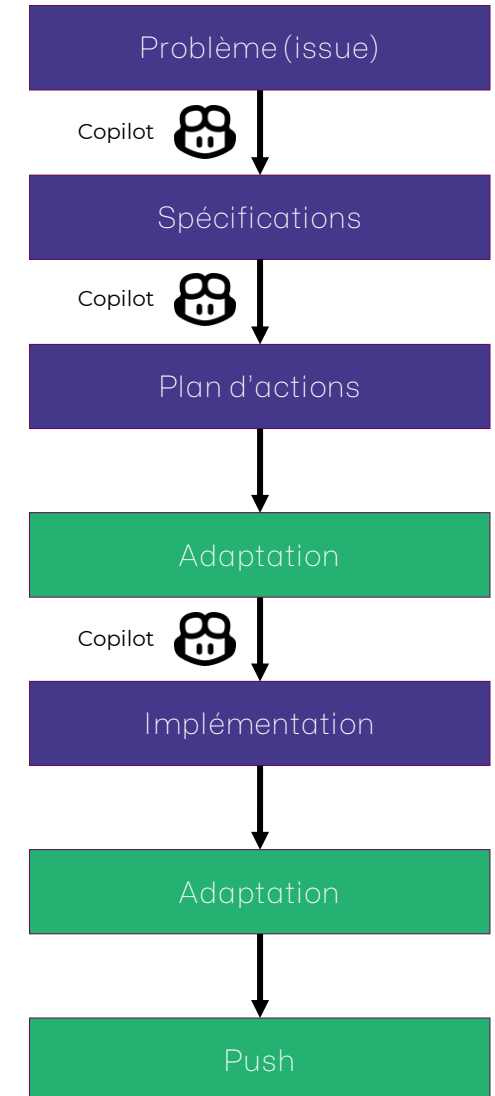 Problème (issue)
Copilot
Spécifications
Copilot
Plan d’actions
Adaptation
Copilot
Implémentation
Adaptation
Push